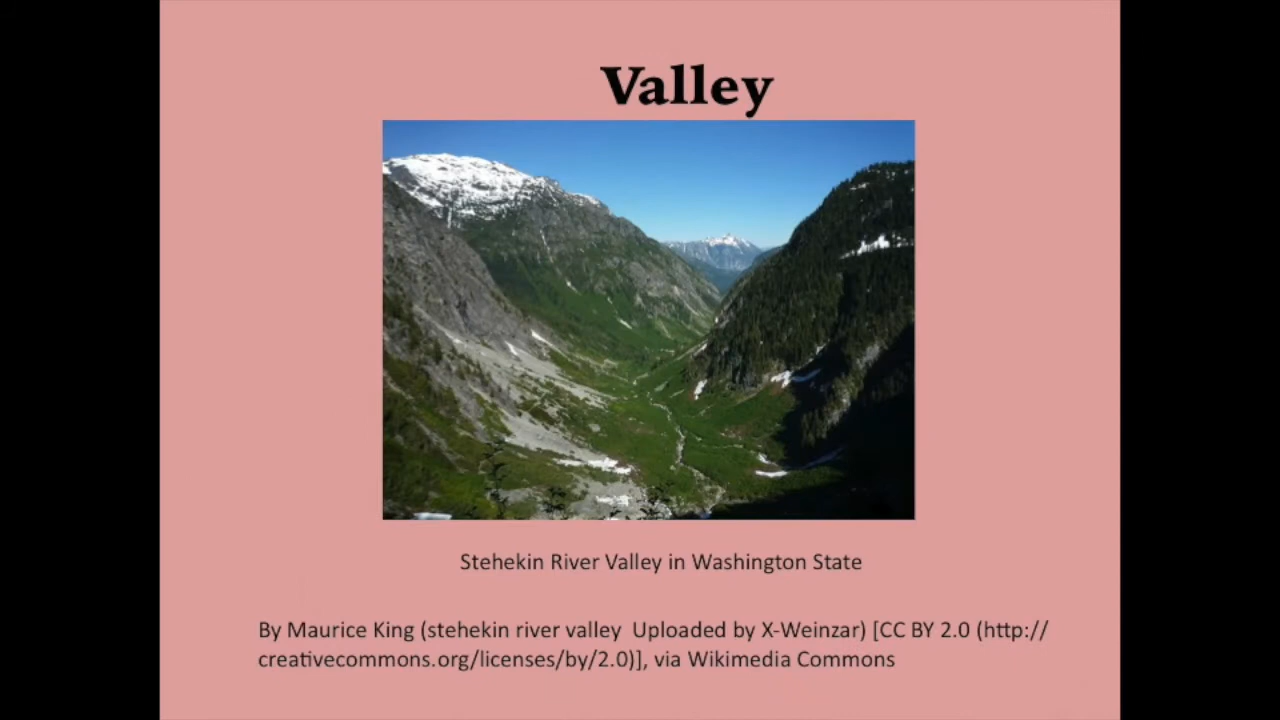 Valley
Stehekin River Valley in Washington State
By Maurice King (stehekin river valley  Uploaded by X-Weinzar) [CC BY 2.0 (http://
creativecommons.org/licenses/by/2.0)], via Wikimedia Commons